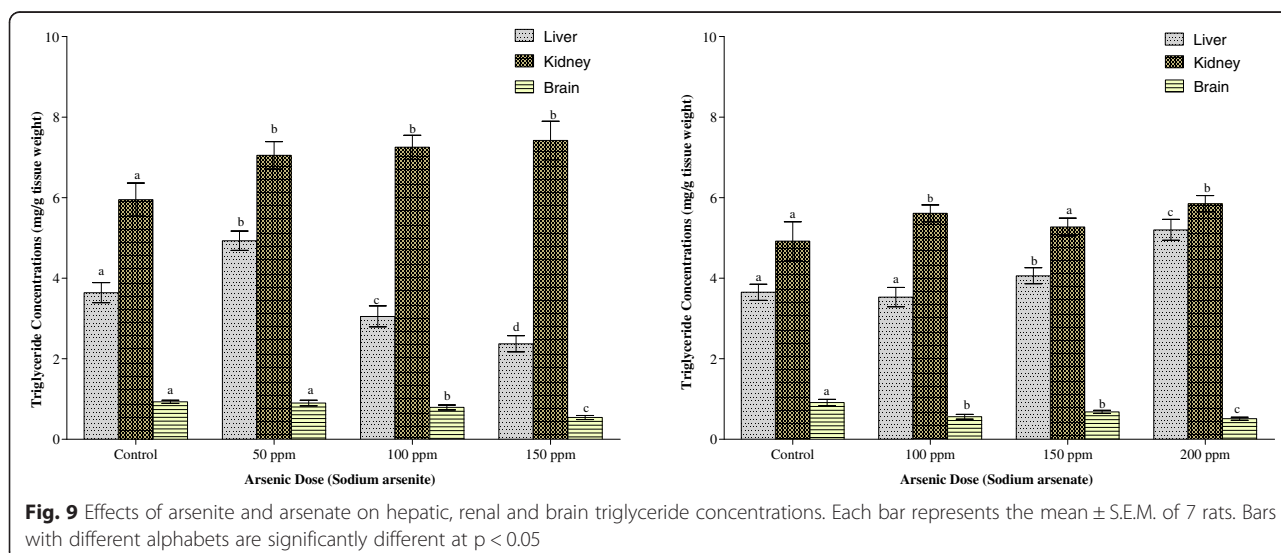 10
8
6
4
2
0
Triglyceride Concentrations (mg/g tissue weight)
Liver
Kidney
Brain
a
a
a
b
b
a
c
b
b
d
b
c
Control
50 ppm
100 ppm
150 ppm
Arsenic Dose (Sodium arsenite)
10
8
6
4
2
0
Triglyceride Concentrations (mg/g tissue weight)
Liver
Kidney
Brain
a
a
a
a
b
b
b
a
b
c
b
c
Control
100 ppm
150 ppm
200 ppm
Arsenic Dose (Sodium arsenate)
Fig. 9 Effects of arsenite and arsenate on hepatic, renal and brain triglyceride concentrations. Each bar represents the mean ± S.E.M. of 7 rats. Bars
with different alphabets are significantly different at p < 0.05